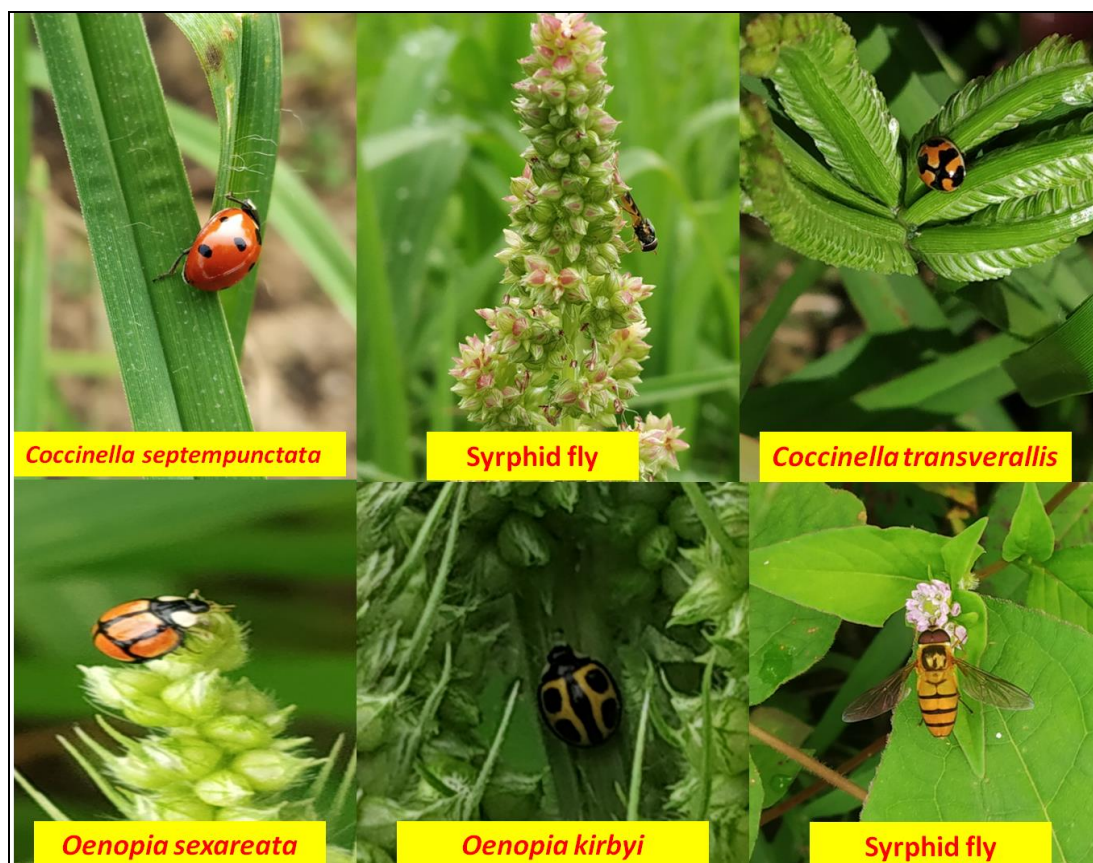 Coccinella septempunctata
Syrphid fly
Coccinella transverallis
Oenopia sexareata
Oenopia kirbyi
Syrphid fly